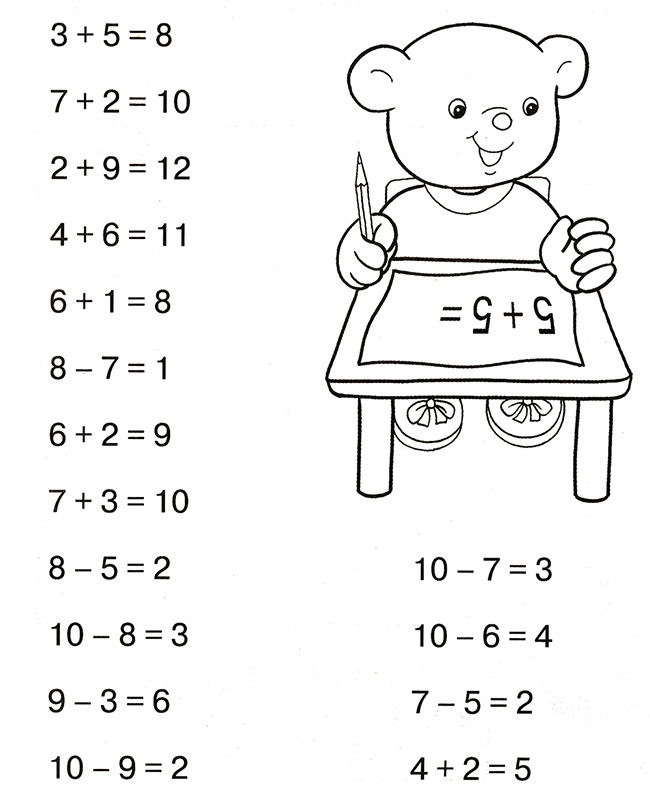 3 + 5 = 8
7 + 2 = 10
2 + 9 = 12
4 + 6 = 11
6 + 1 = 8
8 – 7 = 1
6 + 2 = 9
7 + 3 = 10
8 – 5 = 2
10 – 8 = 3
9 – 3 = 6
10 – 9 = 2
5 + 5 =
10 – 7 = 3
10 – 6 = 4
7 – 5 = 2
4 + 2 = 5